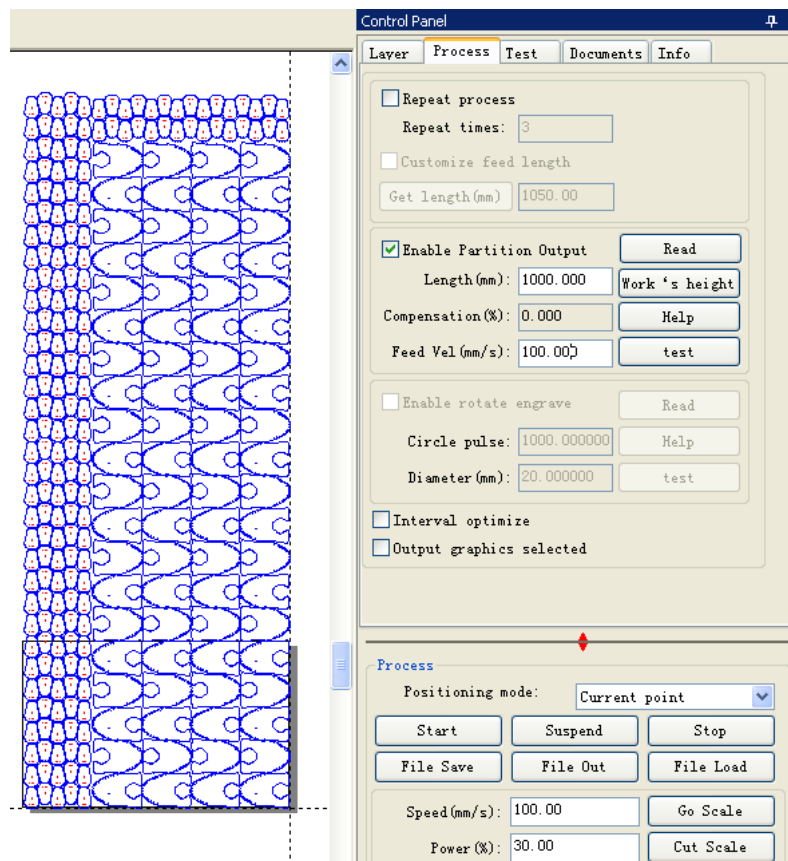 Control Panel
Layer Process Test Documents Info
Repeat process
Repeat times: 3
Customize feed length
Get length(mm) 1050.00
Enable Partition Output Read
Length(mm): 1000.000 Work 's height
Compensation(%): 0.000 Help
Feed Vel(mm/s): 100.000 test
Enable rotate engrave Read
Circle pulse: 1000.000000 Help
Diameter(mm): 20.000000 test
Interval optimize
Output graphics selected
Process
Positioning mode: Current point
Start Suspend Stop
File Save File Out File Load
Speed(mm/s): 100.00 Go Scale
Power(%): 30.00 Cut Scale